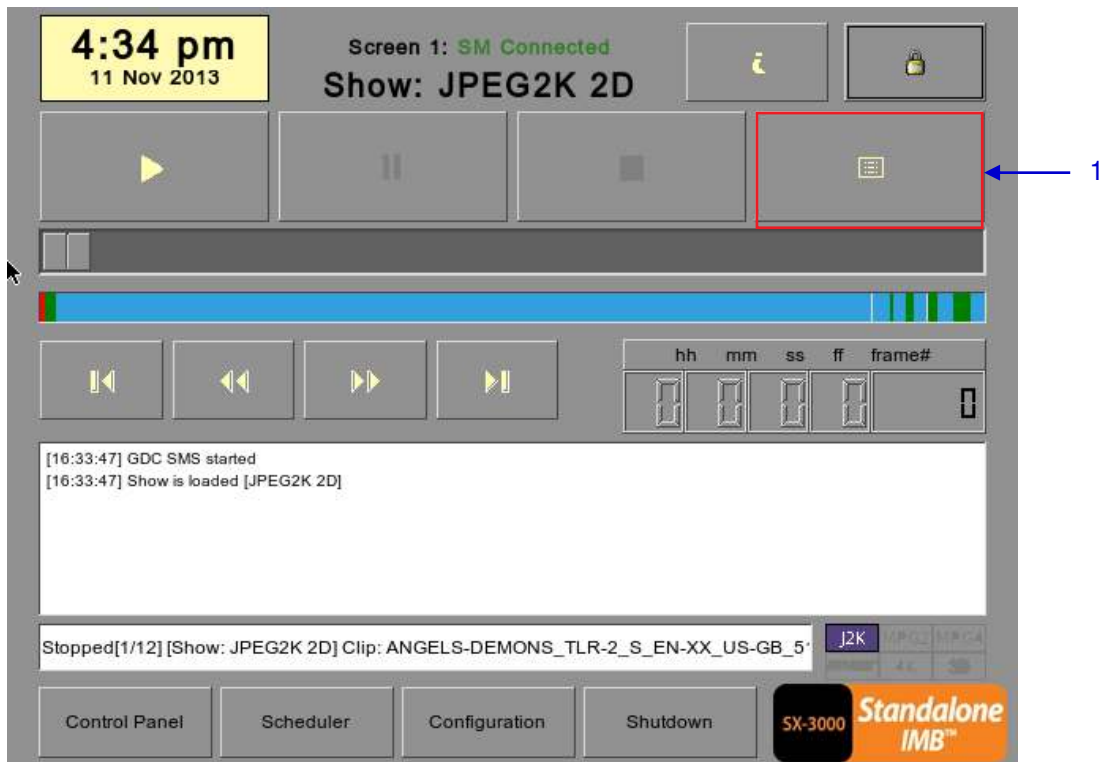 4:34 pm
11 Nov 2013
Screen 1: SM Connected
Show: JPEG2K 2D
i
1
hh mm ss ff frame#
0 0 0 0 0
[16:33:47] GDC SMS started
[16:33:47] Show is loaded [JPEG2K 2D]
Stopped[1/12] [Show: JPEG2K 2D] Clip: ANGELS-DEMONS_TLR-2_S_EN-XX_US-GB_5
J2K MPG2 MPG4
4K 3D
Control Panel
Scheduler
Configuration
Shutdown
SX-3000
Standalone
IMB™